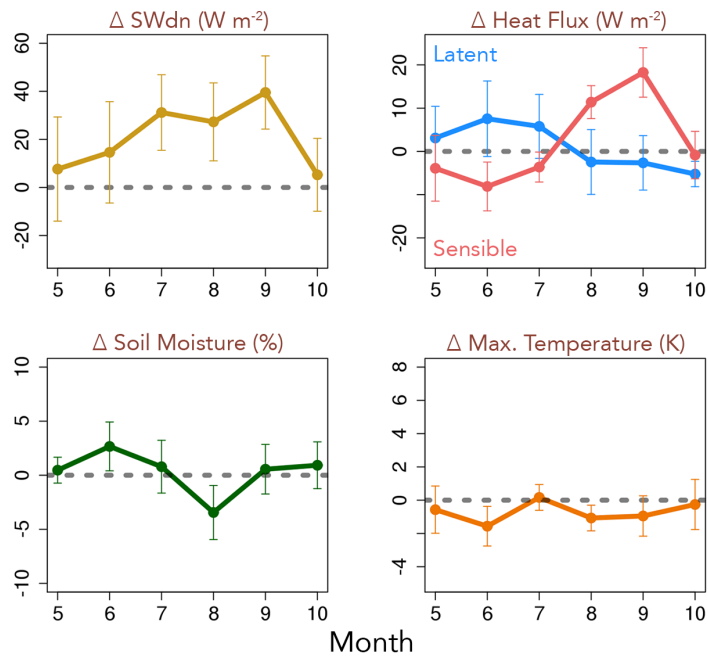 Δ SWdn (W m-2)
60
40
20
0
-20
5 6 7 8 9 10
Δ Heat Flux (W m-2)
Latent
20
10
0
-20
Sensible
5 6 7 8 9 10
Δ Soil Moisture (%)
10
5
0
-5
-10
5 6 7 8 9 10
Δ Max. Temperature (K)
8
6
4
2
0
-4
5 6 7 8 9 10
Month